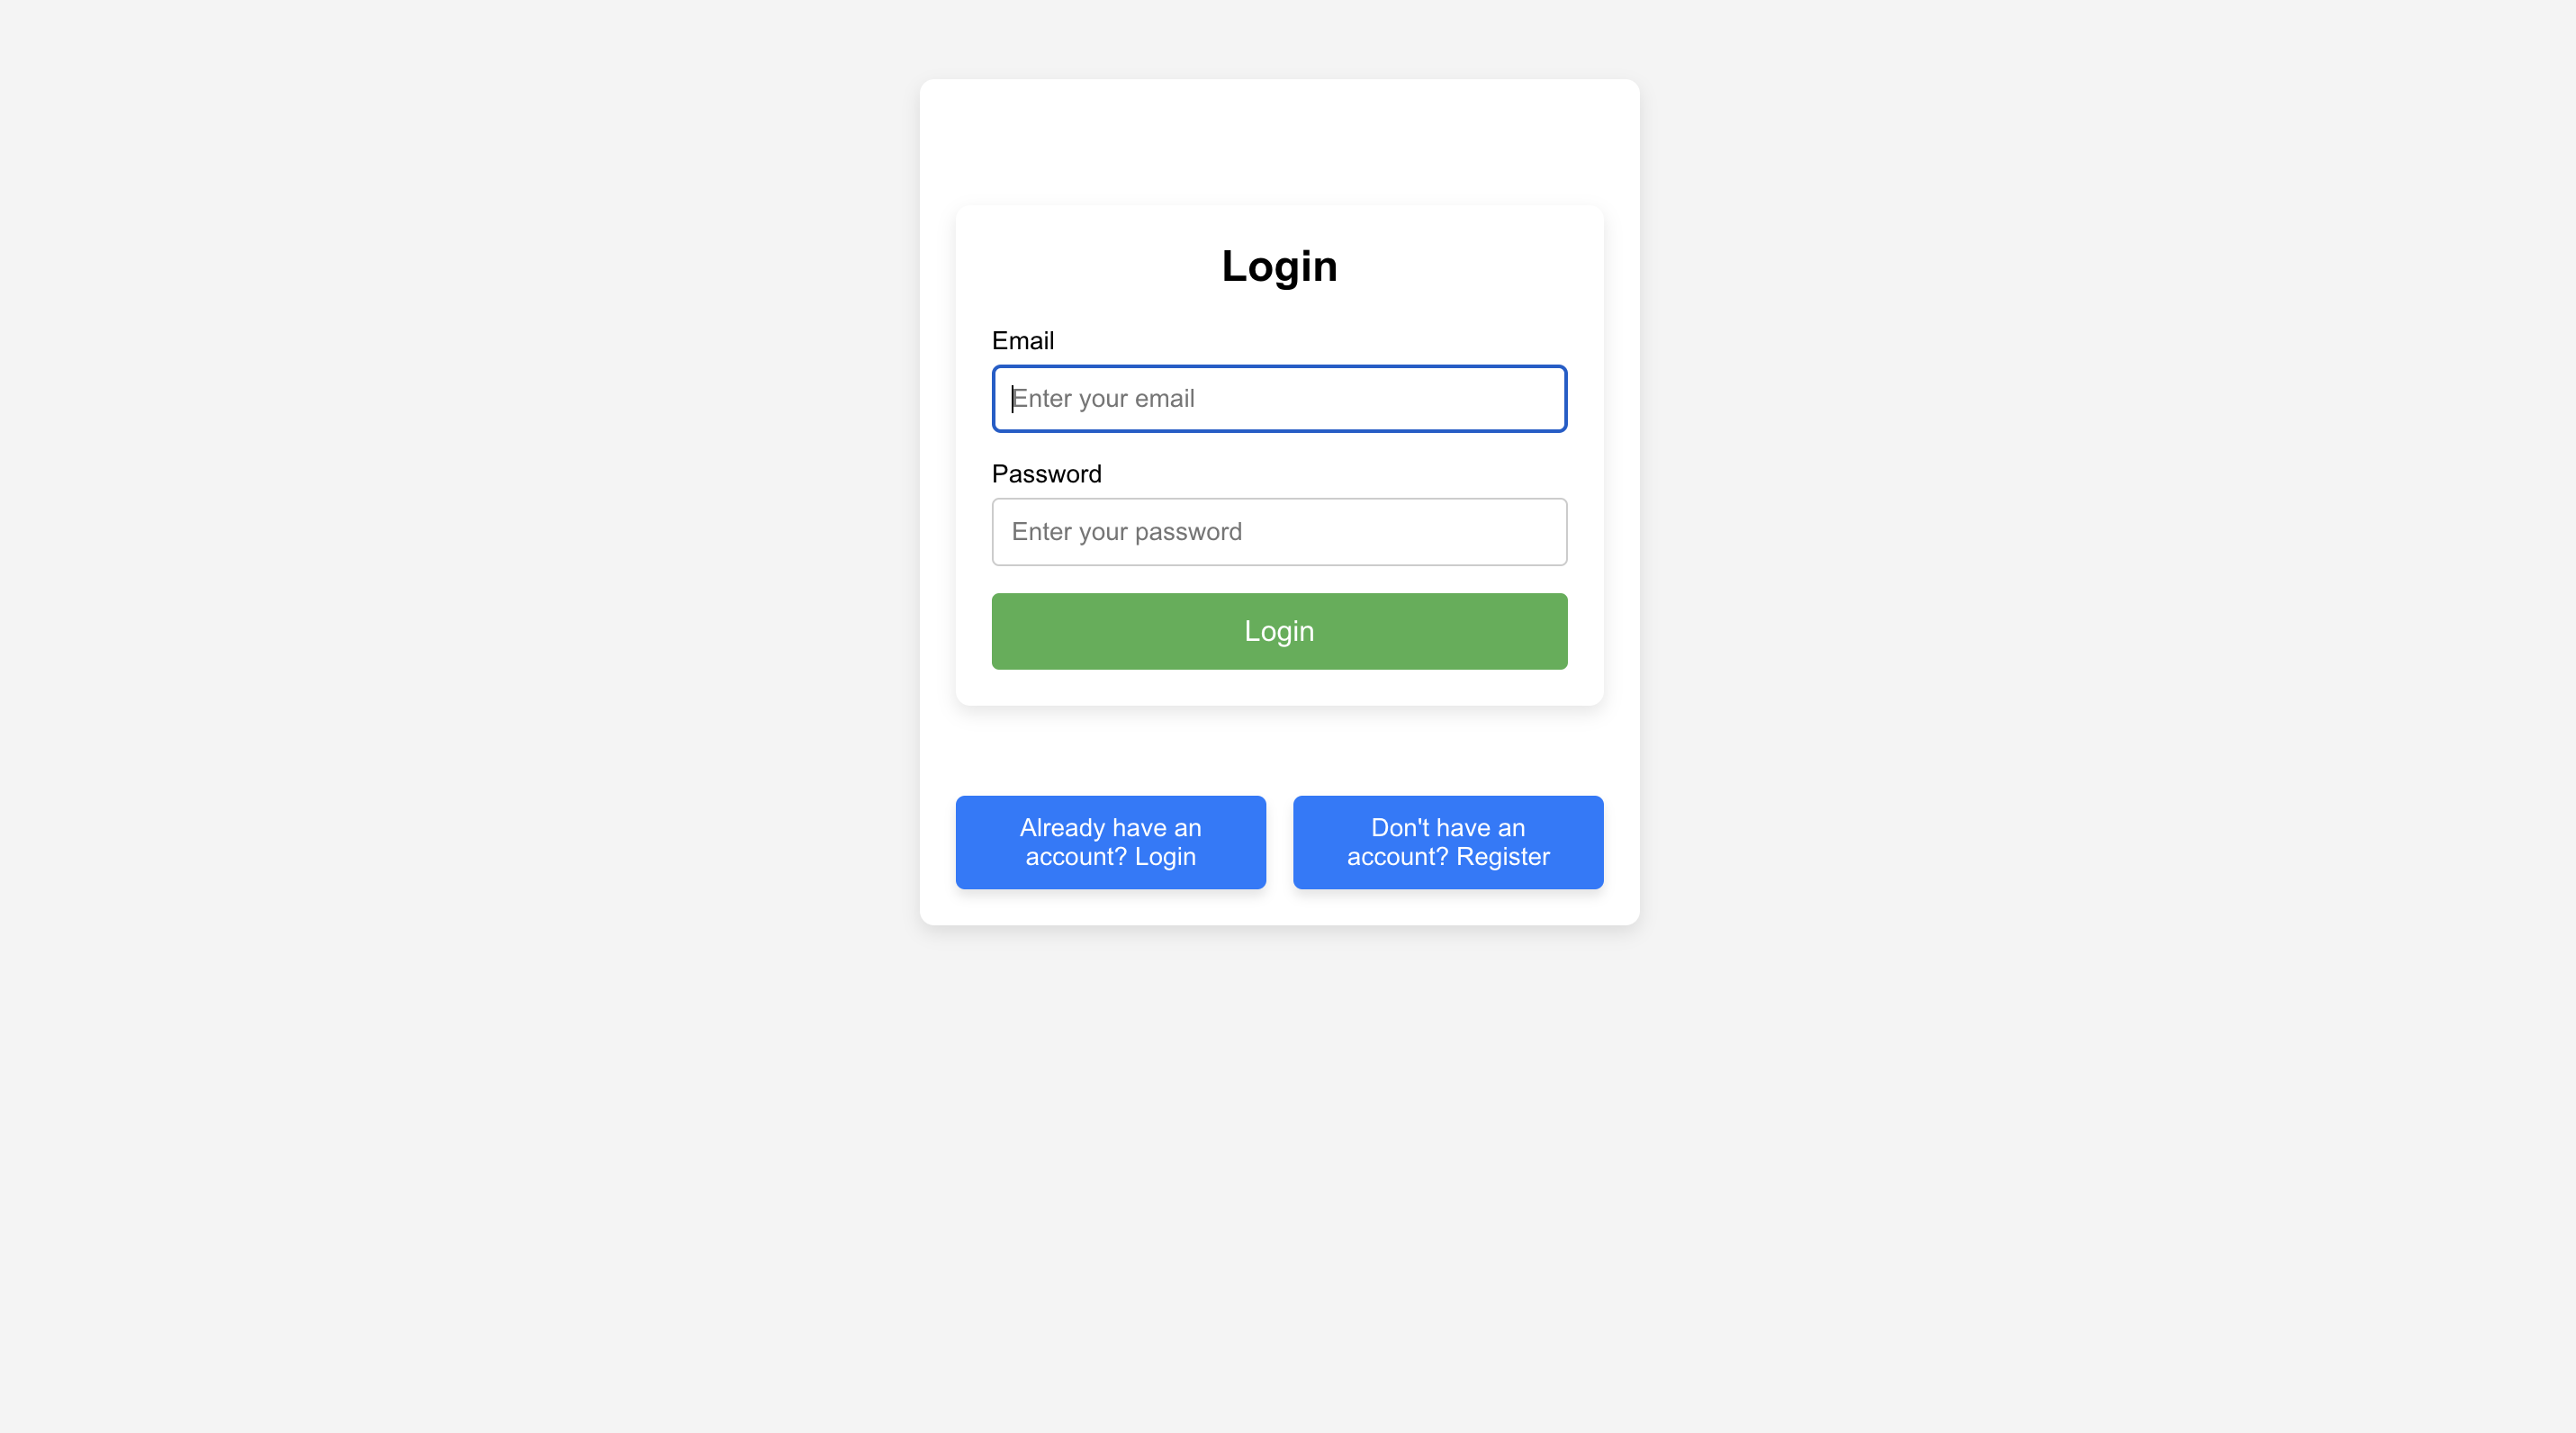 Login
Email
Enter your email
Password
Enter your password
Login
Already have an
account? Login
Don't have an
account? Register